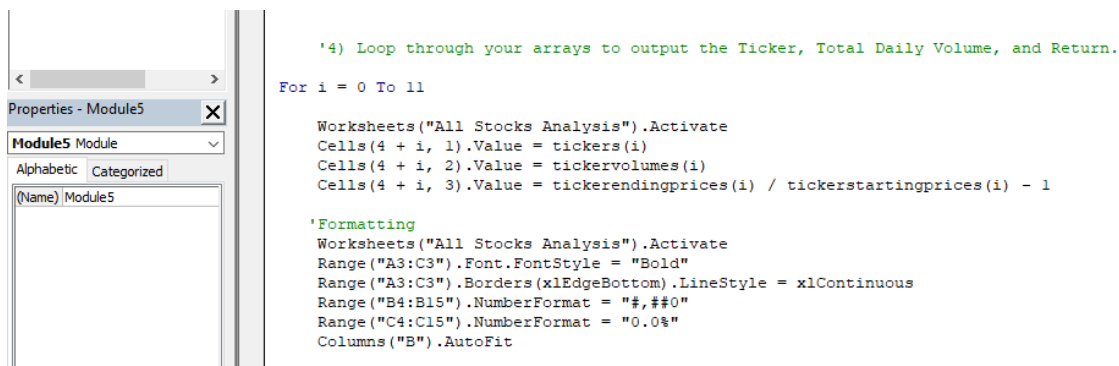 Properties - Module5
Module5 Module
Alphabetic Categorized
(Name) Module5
'4) Loop through your arrays to output the Ticker, Total Daily Volume, and Return.
For i = 0 To 11
Worksheets("All Stocks Analysis").Activate
Cells(4 + i, 1).Value = tickers(i)
Cells(4 + i, 2).Value = tickervolumes(i)
Cells(4 + i, 3).Value = tickerendingprices(i) / tickerstartingprices(i) - 1
'Formatting
Worksheets("All Stocks Analysis").Activate
Range("A3:C3").Font.FontStyle = "Bold"
Range("A3:C3").Borders(xlEdgeBottom).LineStyle = xlContinuous
Range("B4:B15").NumberFormat = "#,##0"
Range("C4:C15").NumberFormat = "0.0%"
Columns("B").AutoFit